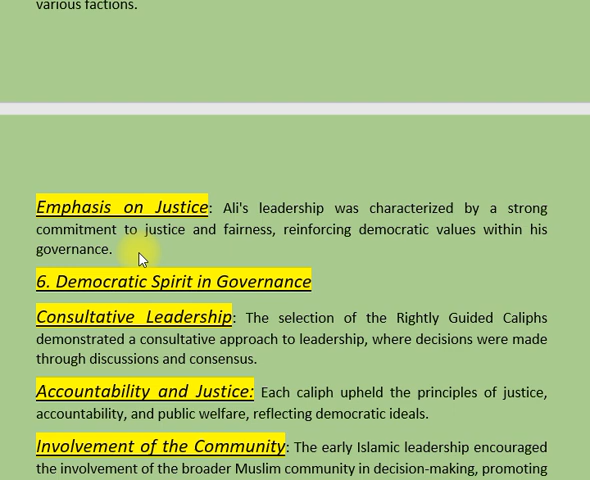 various factions.
Emphasis on Justice: Ali's leadership was characterized by a strong
commitment to justice and fairness, reinforcing democratic values within his
governance.
6. Democratic Spirit in Governance
Consultative Leadership: The selection of the Rightly Guided Caliphs
demonstrated a consultative approach to leadership, where decisions were made
through discussions and consensus.
Accountability and Justice: Each caliph upheld the principles of justice,
accountability, and public welfare, reflecting democratic ideals.
Involvement of the Community: The early Islamic leadership encouraged
the involvement of the broader Muslim community in decision-making, promoting